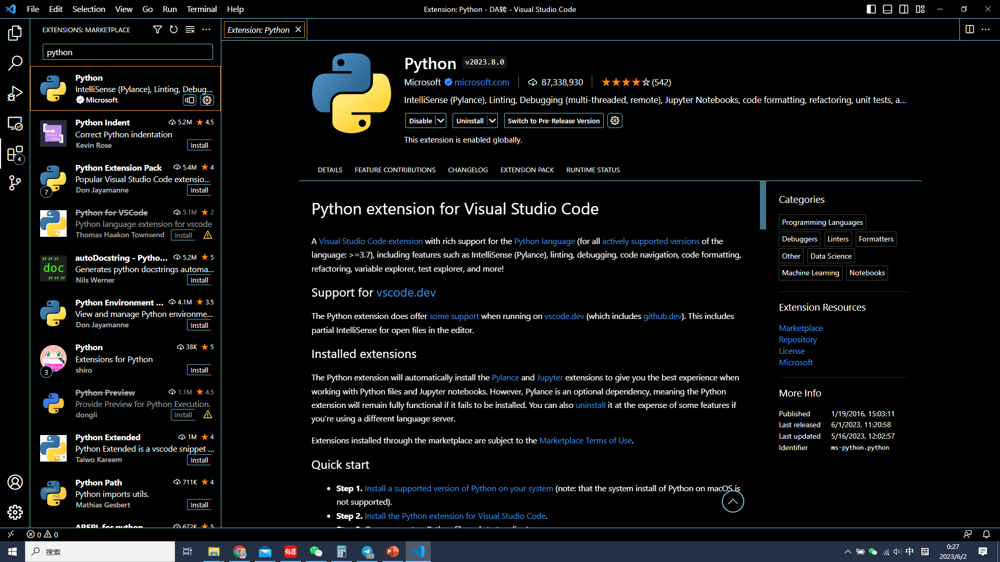 File Edit Selection View Go Run Terminal Help
Extension: Python - DA转 - Visual Studio Code
EXTENSIONS: MARKETPLACE
python
Python
IntelliSense (Pylance), Linting, Debug...
Microsoft
Python Indent 5.2M 4.5
Correct Python indentation
Kevin Rose Install
Python Extension Pack 5.4M 4
Popular Visual Studio Code extensio...
7 Don Jayamanne Install
Python for VSCode 5.1M 2
Python language extension for vscode
Thomas Haakon Townsend Install
autoDocstring - Pytho... 5.2M 5
Generates python docstrings automa...
Nils Werner Install
"""
doc
"""
Python Environment ... 4.1M 3.5
View and manage Python environme...
Don Jayamanne Install
Python 38K 5
Extensions for Python
3 shiro Install
Python Preview 1.1M 4.5
Provide Preview for Python Execution.
dongli Install
Python Extended 1M 4
Python Extended is a vscode snippet ...
Taiwo Kareem Install
Python Path 711K 4
Python imports utils.
Mathias Gesbert Install
AREPL for python 672K 5
4
Extension: Python
Python v2023.8.0
Microsoft microsoft.com 87,338,930 (542)
IntelliSense (Pylance), Linting, Debugging (multi-threaded, remote), Jupyter Notebooks, code formatting, refactoring, unit tests, a...
Disable Uninstall Switch to Pre-Release Version
This extension is enabled globally.
DETAILS FEATURE CONTRIBUTIONS CHANGELOG EXTENSION PACK RUNTIME STATUS
Python extension for Visual Studio Code
A Visual Studio Code extension with rich support for the Python language (for all actively supported versions of the
language: >=3.7), including features such as IntelliSense (Pylance), linting, debugging, code navigation, code formatting,
refactoring, variable explorer, test explorer, and more!
Support for vscode.dev
The Python extension does offer some support when running on vscode.dev (which includes github.dev). This includes
partial IntelliSense for open files in the editor.
Installed extensions
The Python extension will automatically install the Pylance and Jupyter extensions to give you the best experience when
working with Python files and Jupyter notebooks. However, Pylance is an optional dependency, meaning the Python
extension will remain fully functional if it fails to be installed. You can also uninstall it at the expense of some features if
you're using a different language server.
Extensions installed through the marketplace are subject to the Marketplace Terms of Use.
Quick start
• Step 1. Install a supported version of Python on your system (note: that the system install of Python on macOS is
not supported).
• Step 2. Install the Python extension for Visual Studio Code.
Categories
Programming Languages
Debuggers Linters Formatters
Other Data Science
Machine Learning Notebooks
Extension Resources
Marketplace
Repository
License
Microsoft
More Info
Published 1/19/2016, 15:03:11
Last released 6/1/2023, 11:20:58
Last updated 5/16/2023, 12:02:57
Identifier ms-python.python
0 0
搜索
有道
71
中
0:27
2023/6/2